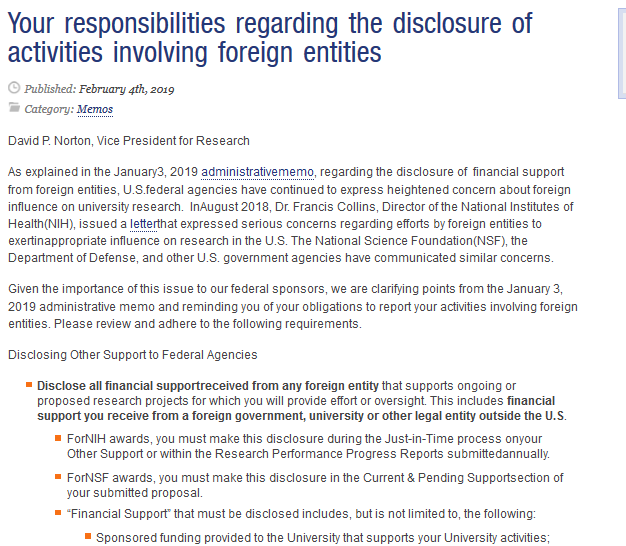 Your responsibilities regarding the disclosure of
activities involving foreign entities
Published: February 4th, 2019
Category: Memos
David P. Norton, Vice President for Research
As explained in the January3, 2019 administrativememo, regarding the disclosure of financial support
from foreign entities, U.S.federal agencies have continued to express heightened concern about foreign
influence on university research. InAugust 2018, Dr. Francis Collins, Director of the National Institutes of
Health(NIH), issued a letterthat expressed serious concerns regarding efforts by foreign entities to
exertinappropriate influence on research in the U.S. The National Science Foundation(NSF), the
Department of Defense, and other U.S. government agencies have communicated similar concerns.
Given the importance of this issue to our federal sponsors, we are clarifying points from the January 3,
2019 administrative memo and reminding you of your obligations to report your activities involving foreign
entities. Please review and adhere to the following requirements.
Disclosing Other Support to Federal Agencies
Disclose all financial supportreceived from any foreign entity that supports ongoing or
proposed research projects for which you will provide effort or oversight. This includes financial
support you receive from a foreign government, university or other legal entity outside the U.S.
ForNIH awards, you must make this disclosure during the Just-in-Time process onyour
Other Support or within the Research Performance Progress Reports submittedannually.
ForNSF awards, you must make this disclosure in the Current & Pending Supportsection of
your submitted proposal.
“Financial Support” that must be disclosed includes, but is not limited to, the following:
Sponsored funding provided to the University that supports your University activities;